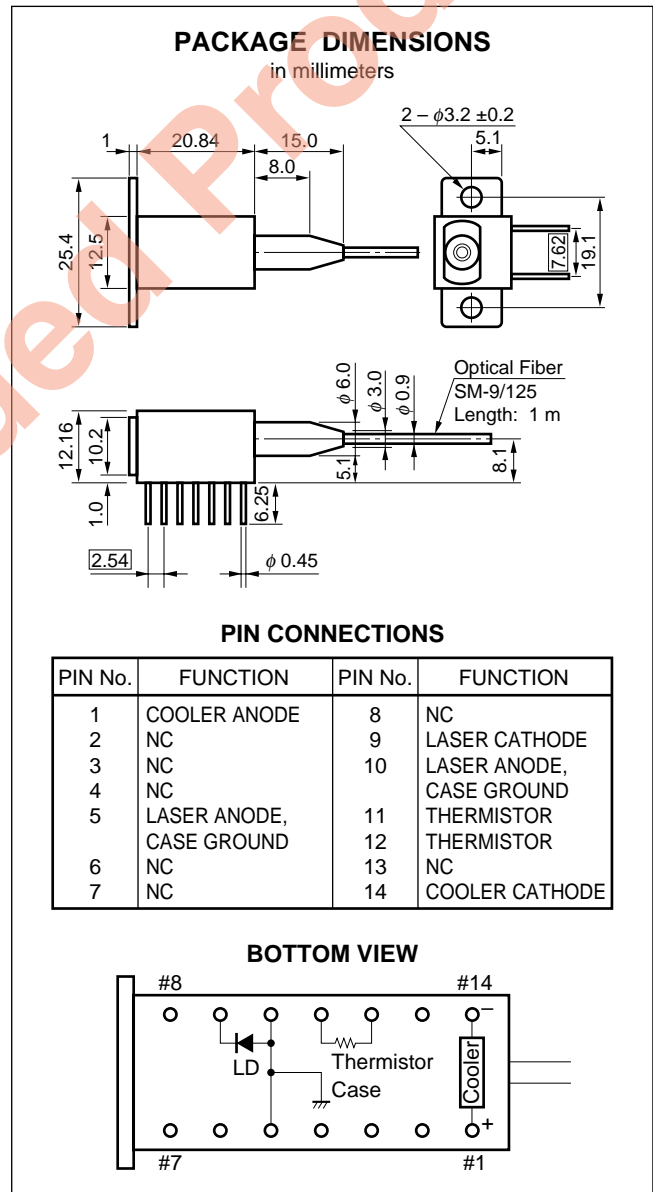 PACKAGE DIMENSIONS
in millimeters
2 – φ3.2 ±0.2
1
20.84
15.0
5.1
8.0
25.4
12.5
7.62
19.1
φ 6.0
φ 3.0
φ 0.9
Optical Fiber
SM-9/125
Length: 1 m
12.16
10.2
5.1
8.1
1.0
6.25
2.54
φ 0.45
PIN CONNECTIONS
PIN No. FUNCTION PIN No. FUNCTION
1 COOLER ANODE 8 NC
2 NC 9 LASER CATHODE
3 NC 10 LASER ANODE,
4 NC CASE GROUND
5 LASER ANODE, 11 THERMISTOR
CASE GROUND 12 THERMISTOR
6 NC 13 NC
7 NC 14 COOLER CATHODE
BOTTOM VIEW
#8 #14
–
LD
Thermistor
Case
Cooler
+
#7 #1